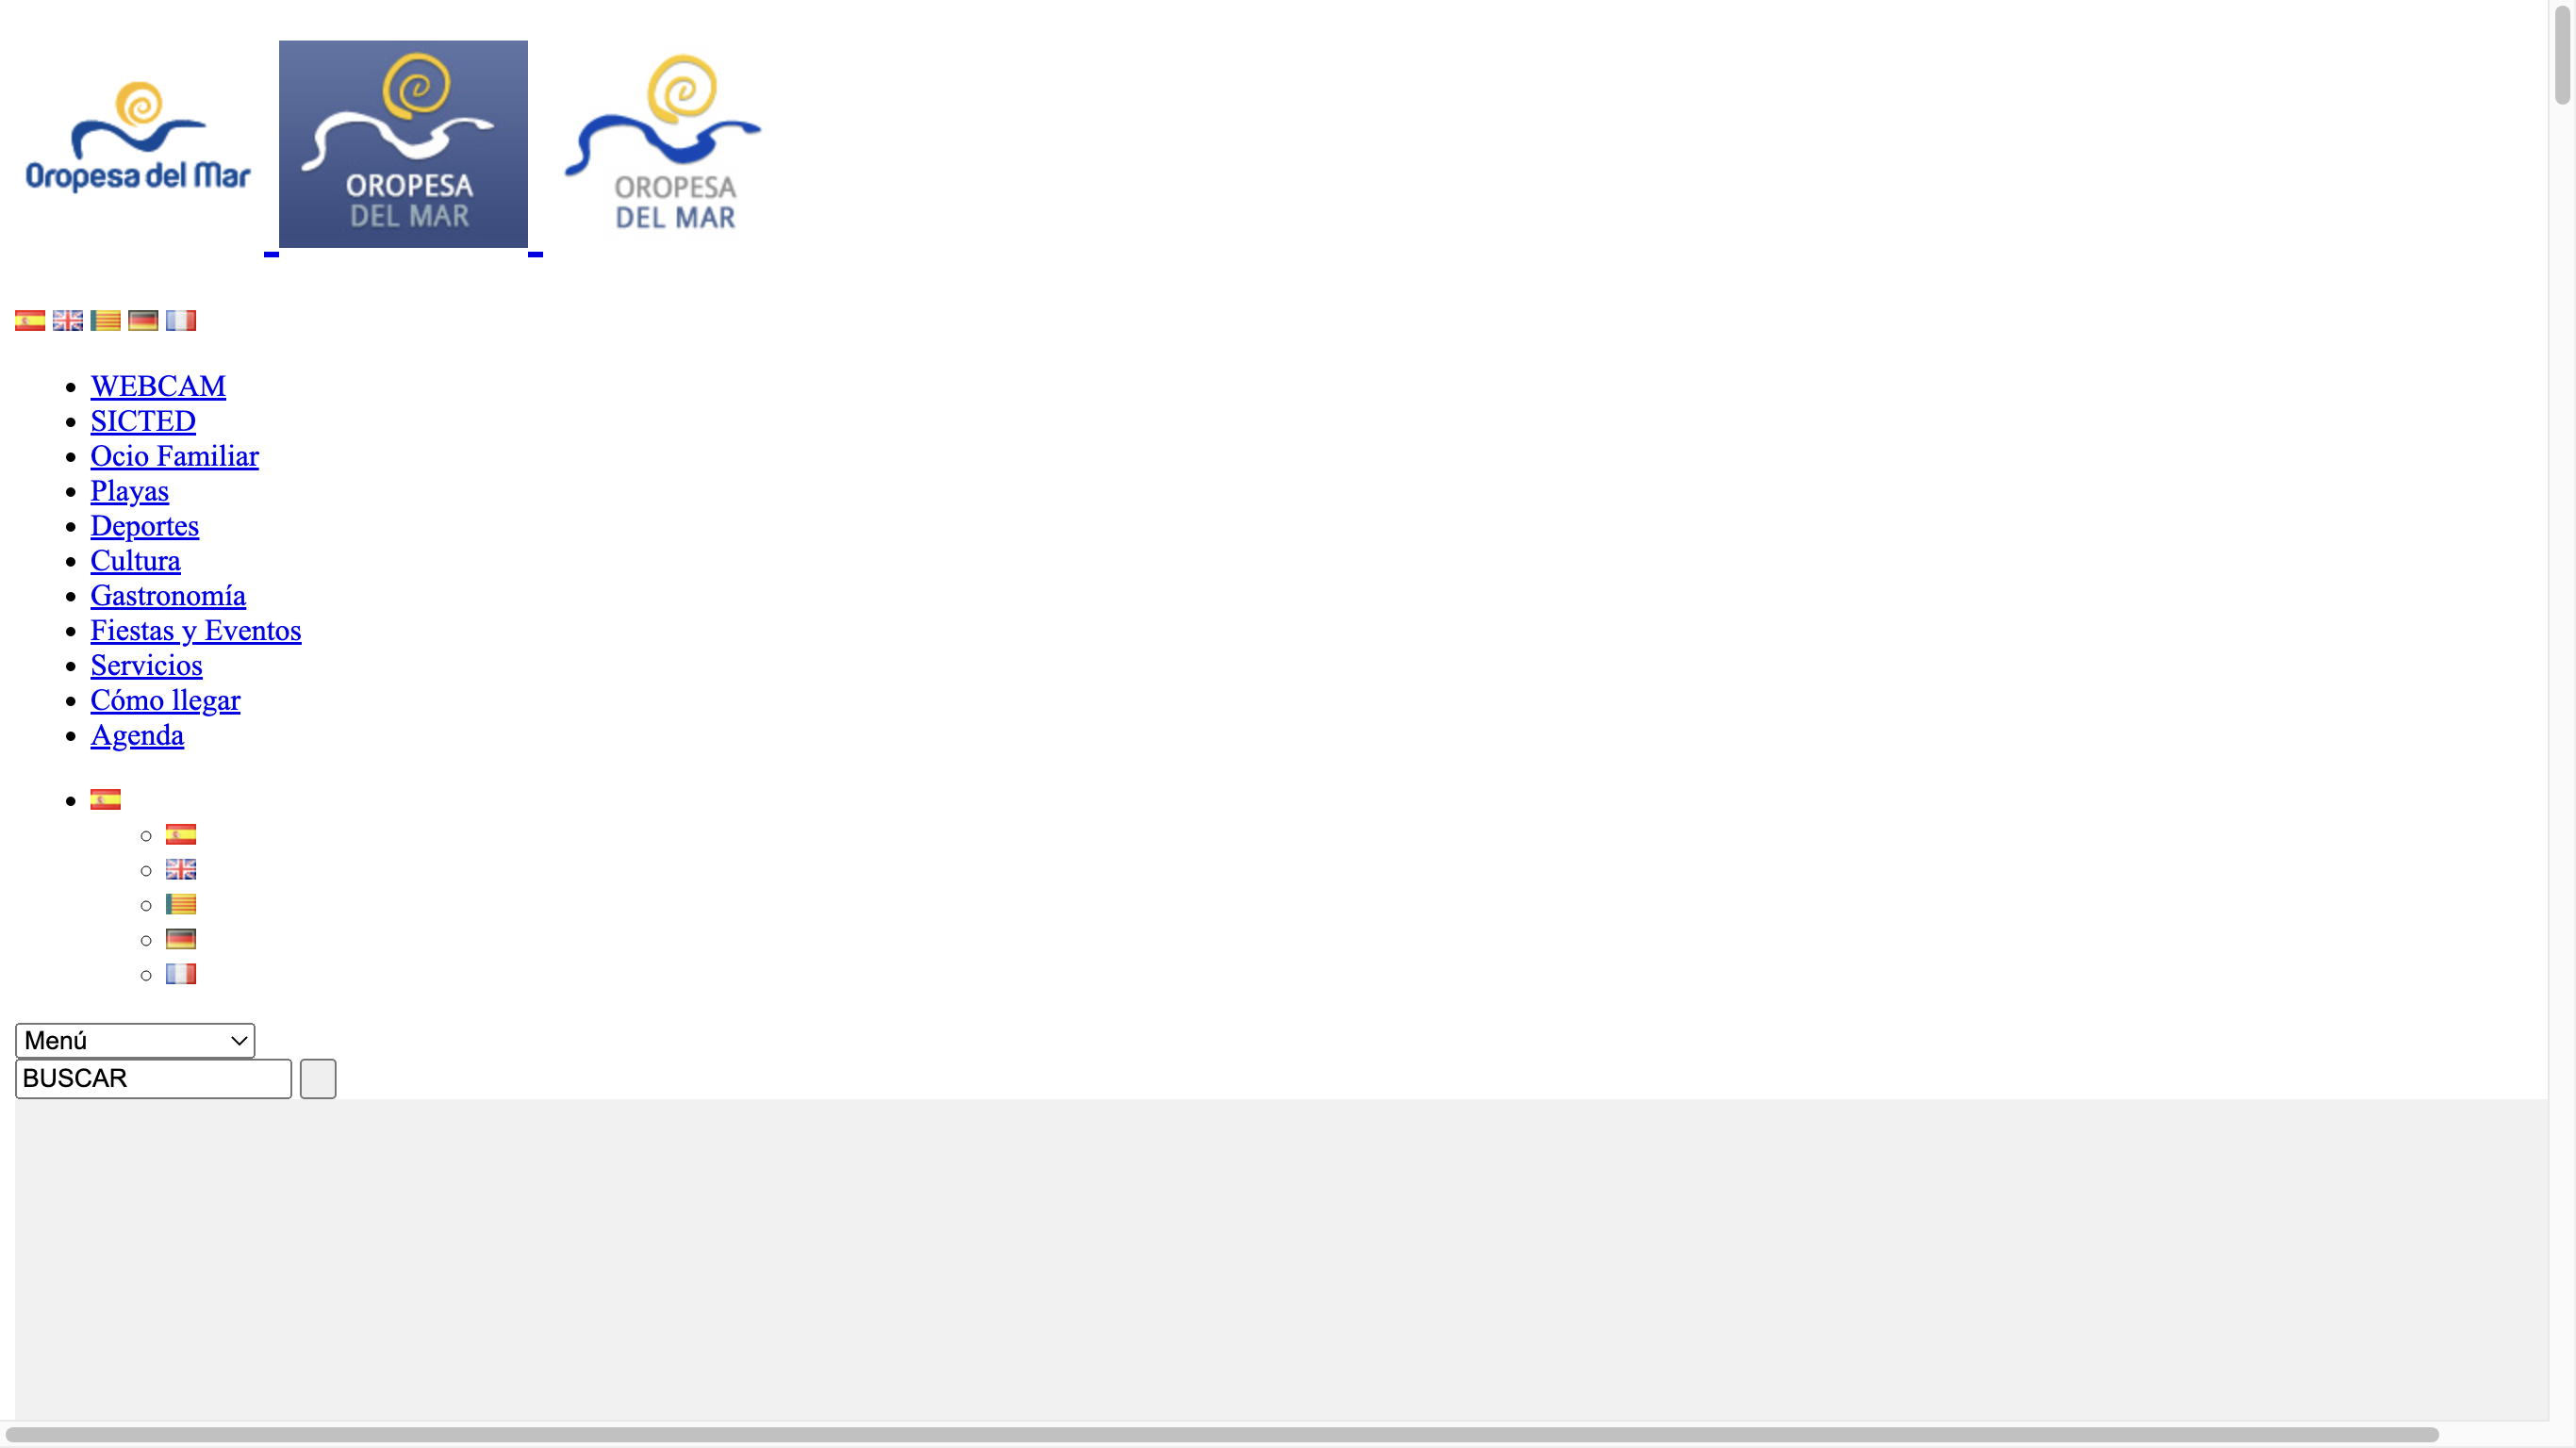 Oropesa del Mar
OROPESA
DEL MAR
OROPESA
DEL MAR
WEBCAM
SICTED
Ocio Familiar
Playas
Deportes
Cultura
Gastronomía
Fiestas y Eventos
Servicios
Cómo llegar
Agenda
Menú
BUSCAR